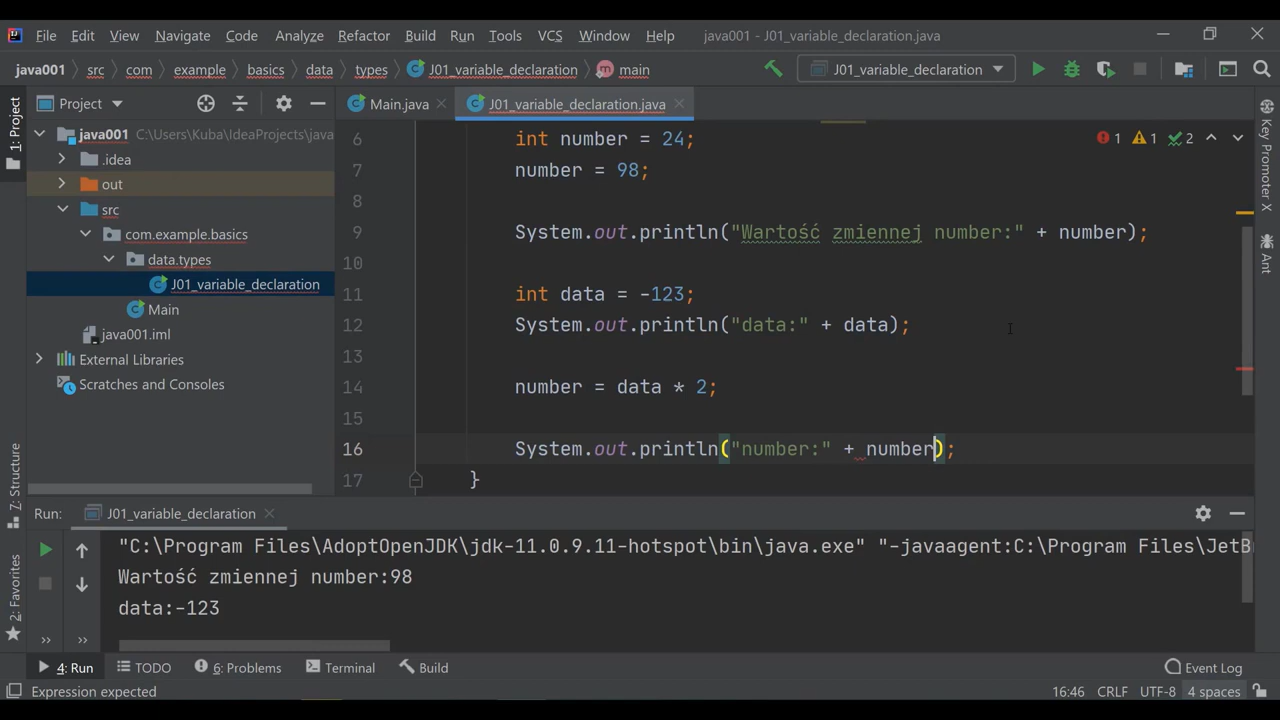 File Edit View Navigate Code Analyze Refactor Build Run Tools VCS Window Help java001 - J01_variable_declaration.java
java001 src com example basics data types J01_variable_declaration main J01_variable_declaration
Project Main.java J01_variable_declaration.java
1: Project
java001 C:\Users\Kuba\IdeaProjects\java
.idea
out
src
com.example.basics
data.types
J01_variable_declaration
Main
java001.iml
External Libraries
Scratches and Consoles
6 int number = 24;
1 1 2
7 number = 98;
8
9 System.out.println("Wartość zmiennej number:" + number);
10
11 int data = -123;
12 System.out.println("data:" + data);
13
14 number = data * 2;
15
16 System.out.println("number:" + number);
17 }
Key Promoter X
Ant
7: Structure
2: Favorites
Run: J01_variable_declaration
"C:\Program Files\AdoptOpenJDK\jdk-11.0.9.11-hotspot\bin\java.exe" "-javaagent:C:\Program Files\JetBr
Wartość zmiennej number:98
data:-123
4: Run TODO 6: Problems Terminal Build Event Log
Expression expected 16:46 CRLF UTF-8 4 spaces